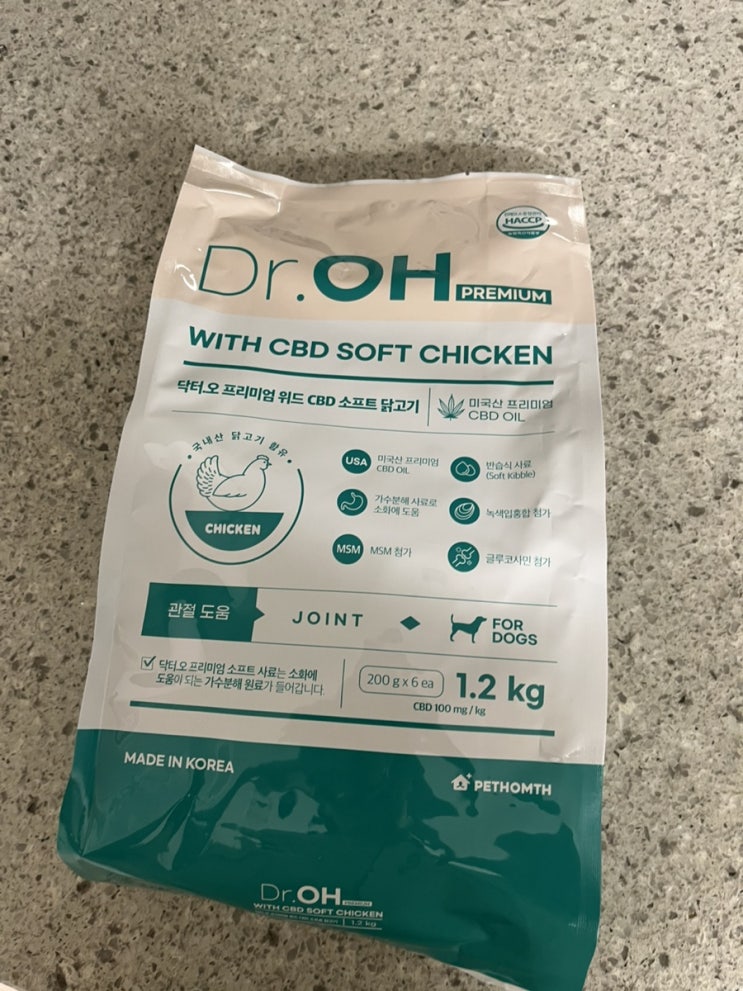 HACCP
Dr.OH PREMIUM
WITH CBD SOFT CHICKEN
닥터.오 프리미엄 위드 CBD 소프트 닭고기
미국산 프리미엄
CBD OIL
국내산 닭고기 함유
CHICKEN
USA
미국산 프리미엄
CBD OIL
반습식 사료
(Soft Kibble)
가수분해 사료로
소화에 도움
녹색입홍합 첨가
MSM
MSM 첨가
글루코사민 첨가
관절 도움
JOINT
FOR
DOGS
닥터.오 프리미엄 소프트 사료는 소화에
도움이 되는 가수분해 원료가 들어갑니다.
200 g x 6 ea
1.2 kg
CBD 100 mg / kg
MADE IN KOREA
PETHOMTH
Dr.OH PREMIUM
WITH CBD SOFT CHICKEN
1.2 kg